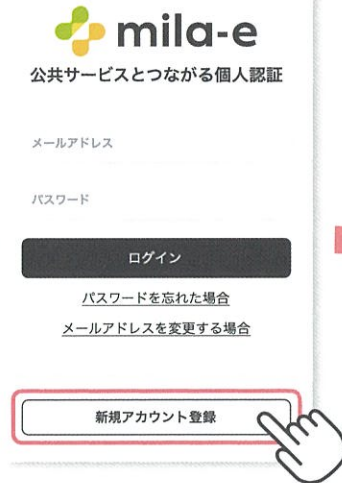 mila-e
公共サービスとつながる個人認証
メールアドレス
パスワード
ログイン
パスワードを忘れた場合
メールアドレスを変更する場合
新規アカウント登録